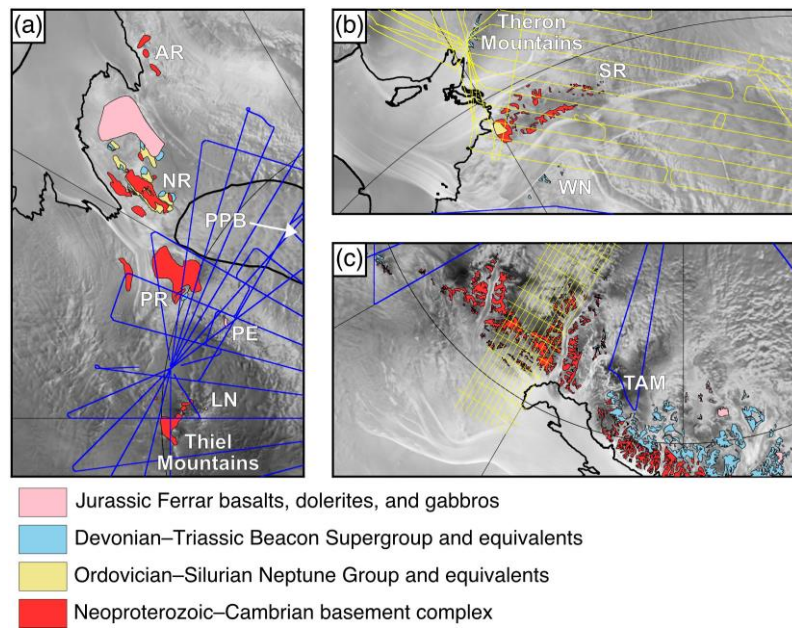 (a)
AR
NR
PPB
PR
PE
LN
Thiel
Mountains
(b)
Theron
Mountains
SR
WN
(c)
TAM
Jurassic Ferrar basalts, dolerites, and gabbros
Devonian–Triassic Beacon Supergroup and equivalents
Ordovician–Silurian Neptune Group and equivalents
Neoproterozoic–Cambrian basement complex